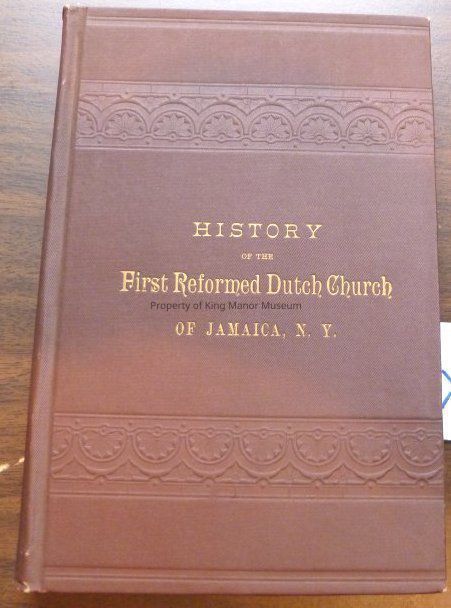 HISTORY
OF THE
First Reformed Dutch Church
Property of King Manor Museum
OF JAMAICA, N. Y.